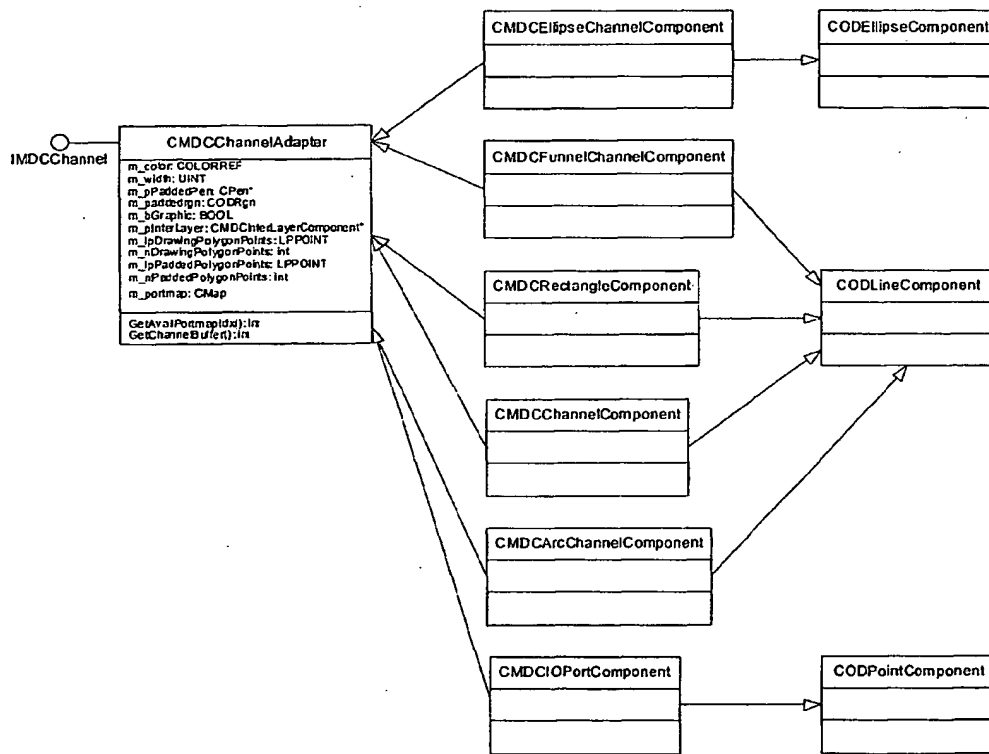 CMDCEllipseChannelComponent
CODEllipseComponent
IMDCChannel
CMDCChannelAdapter
m_color: COLORREF
m_width: UINT
m_pPaddedPen: CPen*
m_paddedrgn: CODRgn
m_bGraphic: BOOL
m_pInterLayer: CMDCInterLayerComponent*
m_lpDrawingPolygonPoints: LPPOINT
m_nDrawingPolygonPoints: int
m_lpPaddedPolygonPoints: LPPOINT
m_nPaddedPolygonPoints: int
m_portmap: CMap
GetAvailPortmapIdx():int
GetChannelBuffer():int
CMDCFunnelChannelComponent
CMDCRectangleComponent
CODLineComponent
CMDCChannelComponent
CMDCArcChannelComponent
CMDCIOPortComponent
CODPointComponent